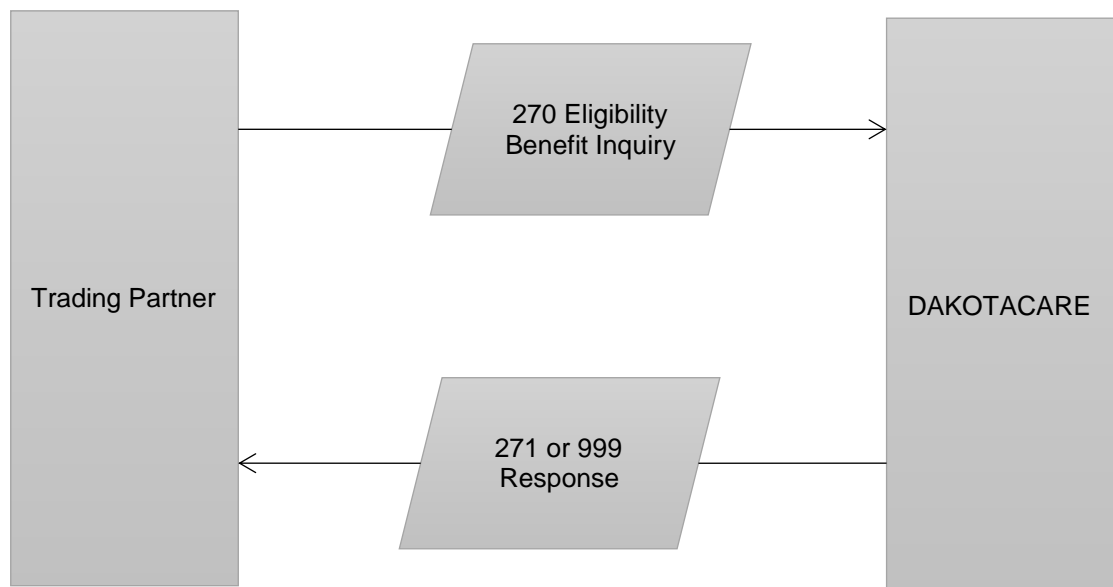 270 Eligibility
Benefit Inquiry
Trading Partner
DAKOTACARE
271 or 999
Response